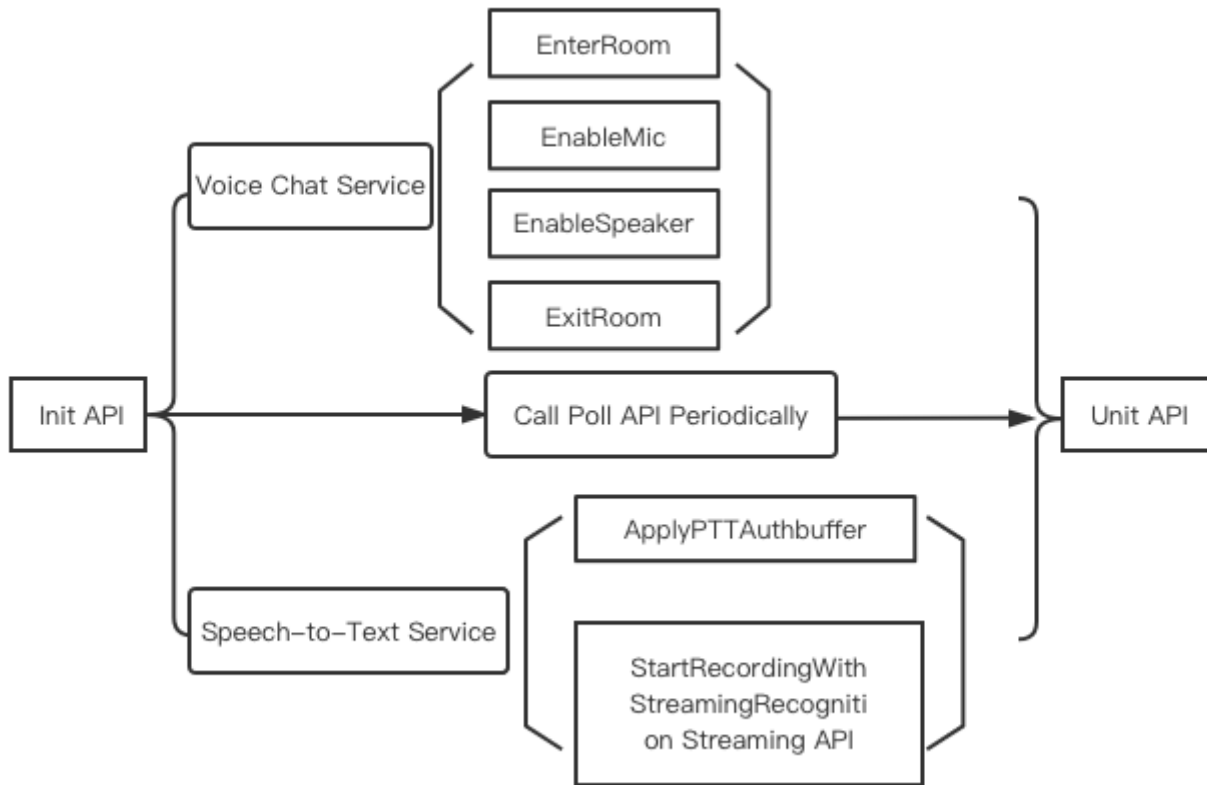 EnterRoom
EnableMic
Voice Chat Service
EnableSpeaker
ExitRoom
Init API
Call Poll API Periodically
Unit API
ApplyPTTAuthbuffer
Speech-to-Text Service
StartRecordingWith
StreamingRecogniti
on Streaming API